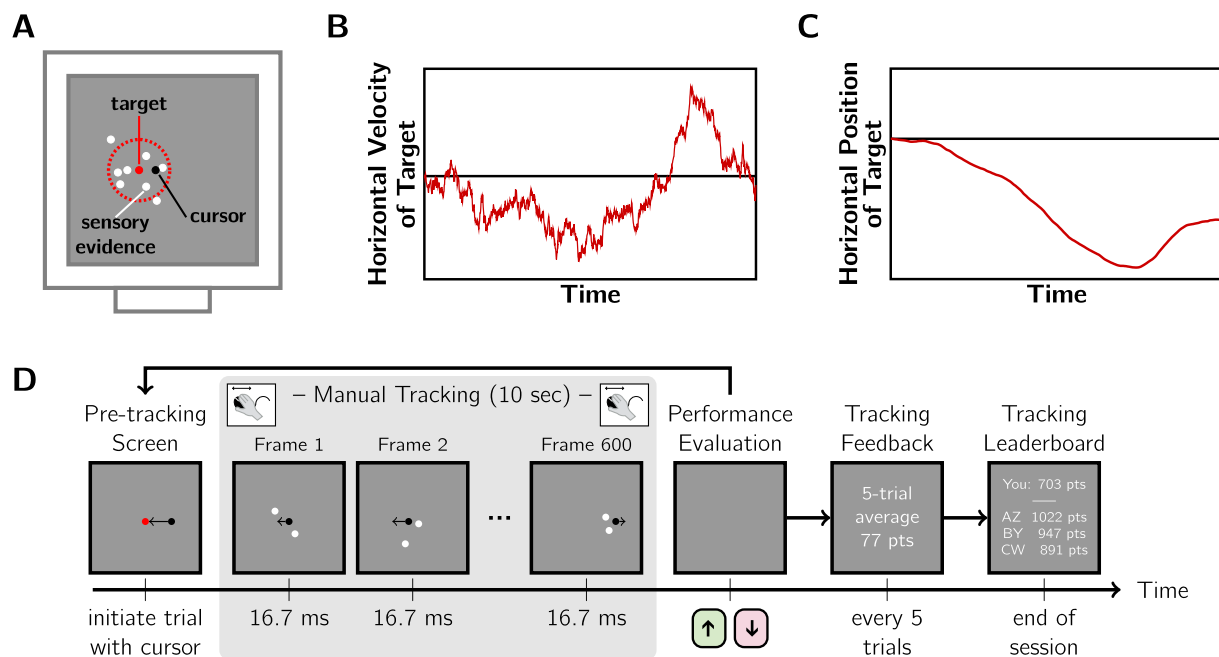 A
target
cursor
sensory
evidence
B
Horizontal Velocity
of Target
Time
C
Horizontal Position
of Target
Time
D
– Manual Tracking (10 sec) –
Pre-tracking
Screen
Frame 1
Frame 2
Frame 600
Performance
Evaluation
Tracking
Feedback
Tracking
Leaderboard
...
5-trial
average
77 pts
You: 703 pts
AZ 1022 pts
BY 947 pts
CW 891 pts
Time
initiate trial
with cursor
16.7 ms
16.7 ms
16.7 ms
↑ ↓
every 5
trials
end of
session